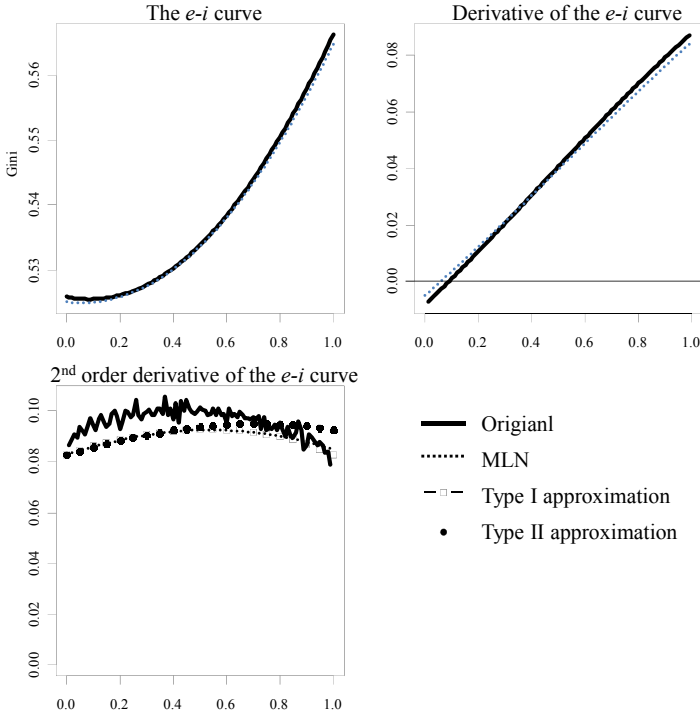 The e-i curve
Gini
0.56
0.55
0.54
0.53
0.0 0.2 0.4 0.6 0.8 1.0
Derivative of the e-i curve
0.08
0.06
0.04
0.02
0.00
0.0 0.2 0.4 0.6 0.8 1.0
2nd order derivative of the e-i curve
0.10
0.08
0.06
0.04
0.02
0.00
0.0 0.2 0.4 0.6 0.8 1.0
Origianl
MLN
Type I approximation
Type II approximation